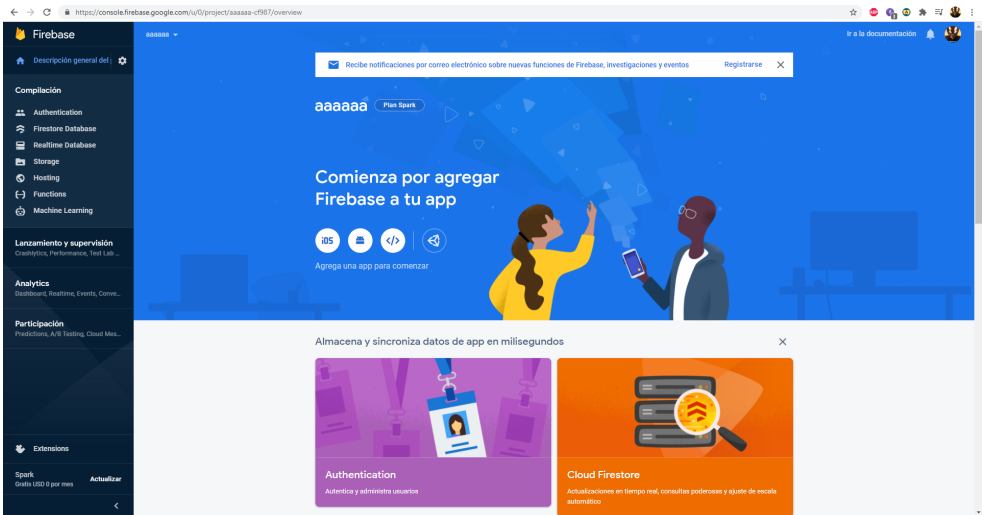 https://console.firebase.google.com/u/0/project/aaaaaa-cf987/overview
Firebase
aaaaaa
Ir a la documentación
Descripción general del
Recibe notificaciones por correo electrónico sobre nuevas funciones de Firebase, investigaciones y eventos
Registrarse
Compilación
Authentication
Firestore Database
Realtime Database
Storage
Hosting
Functions
Machine Learning
aaaaaa
Plan Spark
Comienza por agregar
Firebase a tu app
iOS
Agrega una app para comenzar
Lanzamiento y supervisión
Crashlytics, Performance, Test Lab ...
Analytics
Dashboard, Realtime, Events, Conve...
Participación
Predictions, A/B Testing, Cloud Mes...
Extensions
Spark
Gratis USD 0 por mes
Actualizar
Almacena y sincroniza datos de app en milisegundos
Authentication
Autentica y administra usuarios
Cloud Firestore
Actualizaciones en tiempo real, consultas poderosas y ajuste de escala
automático